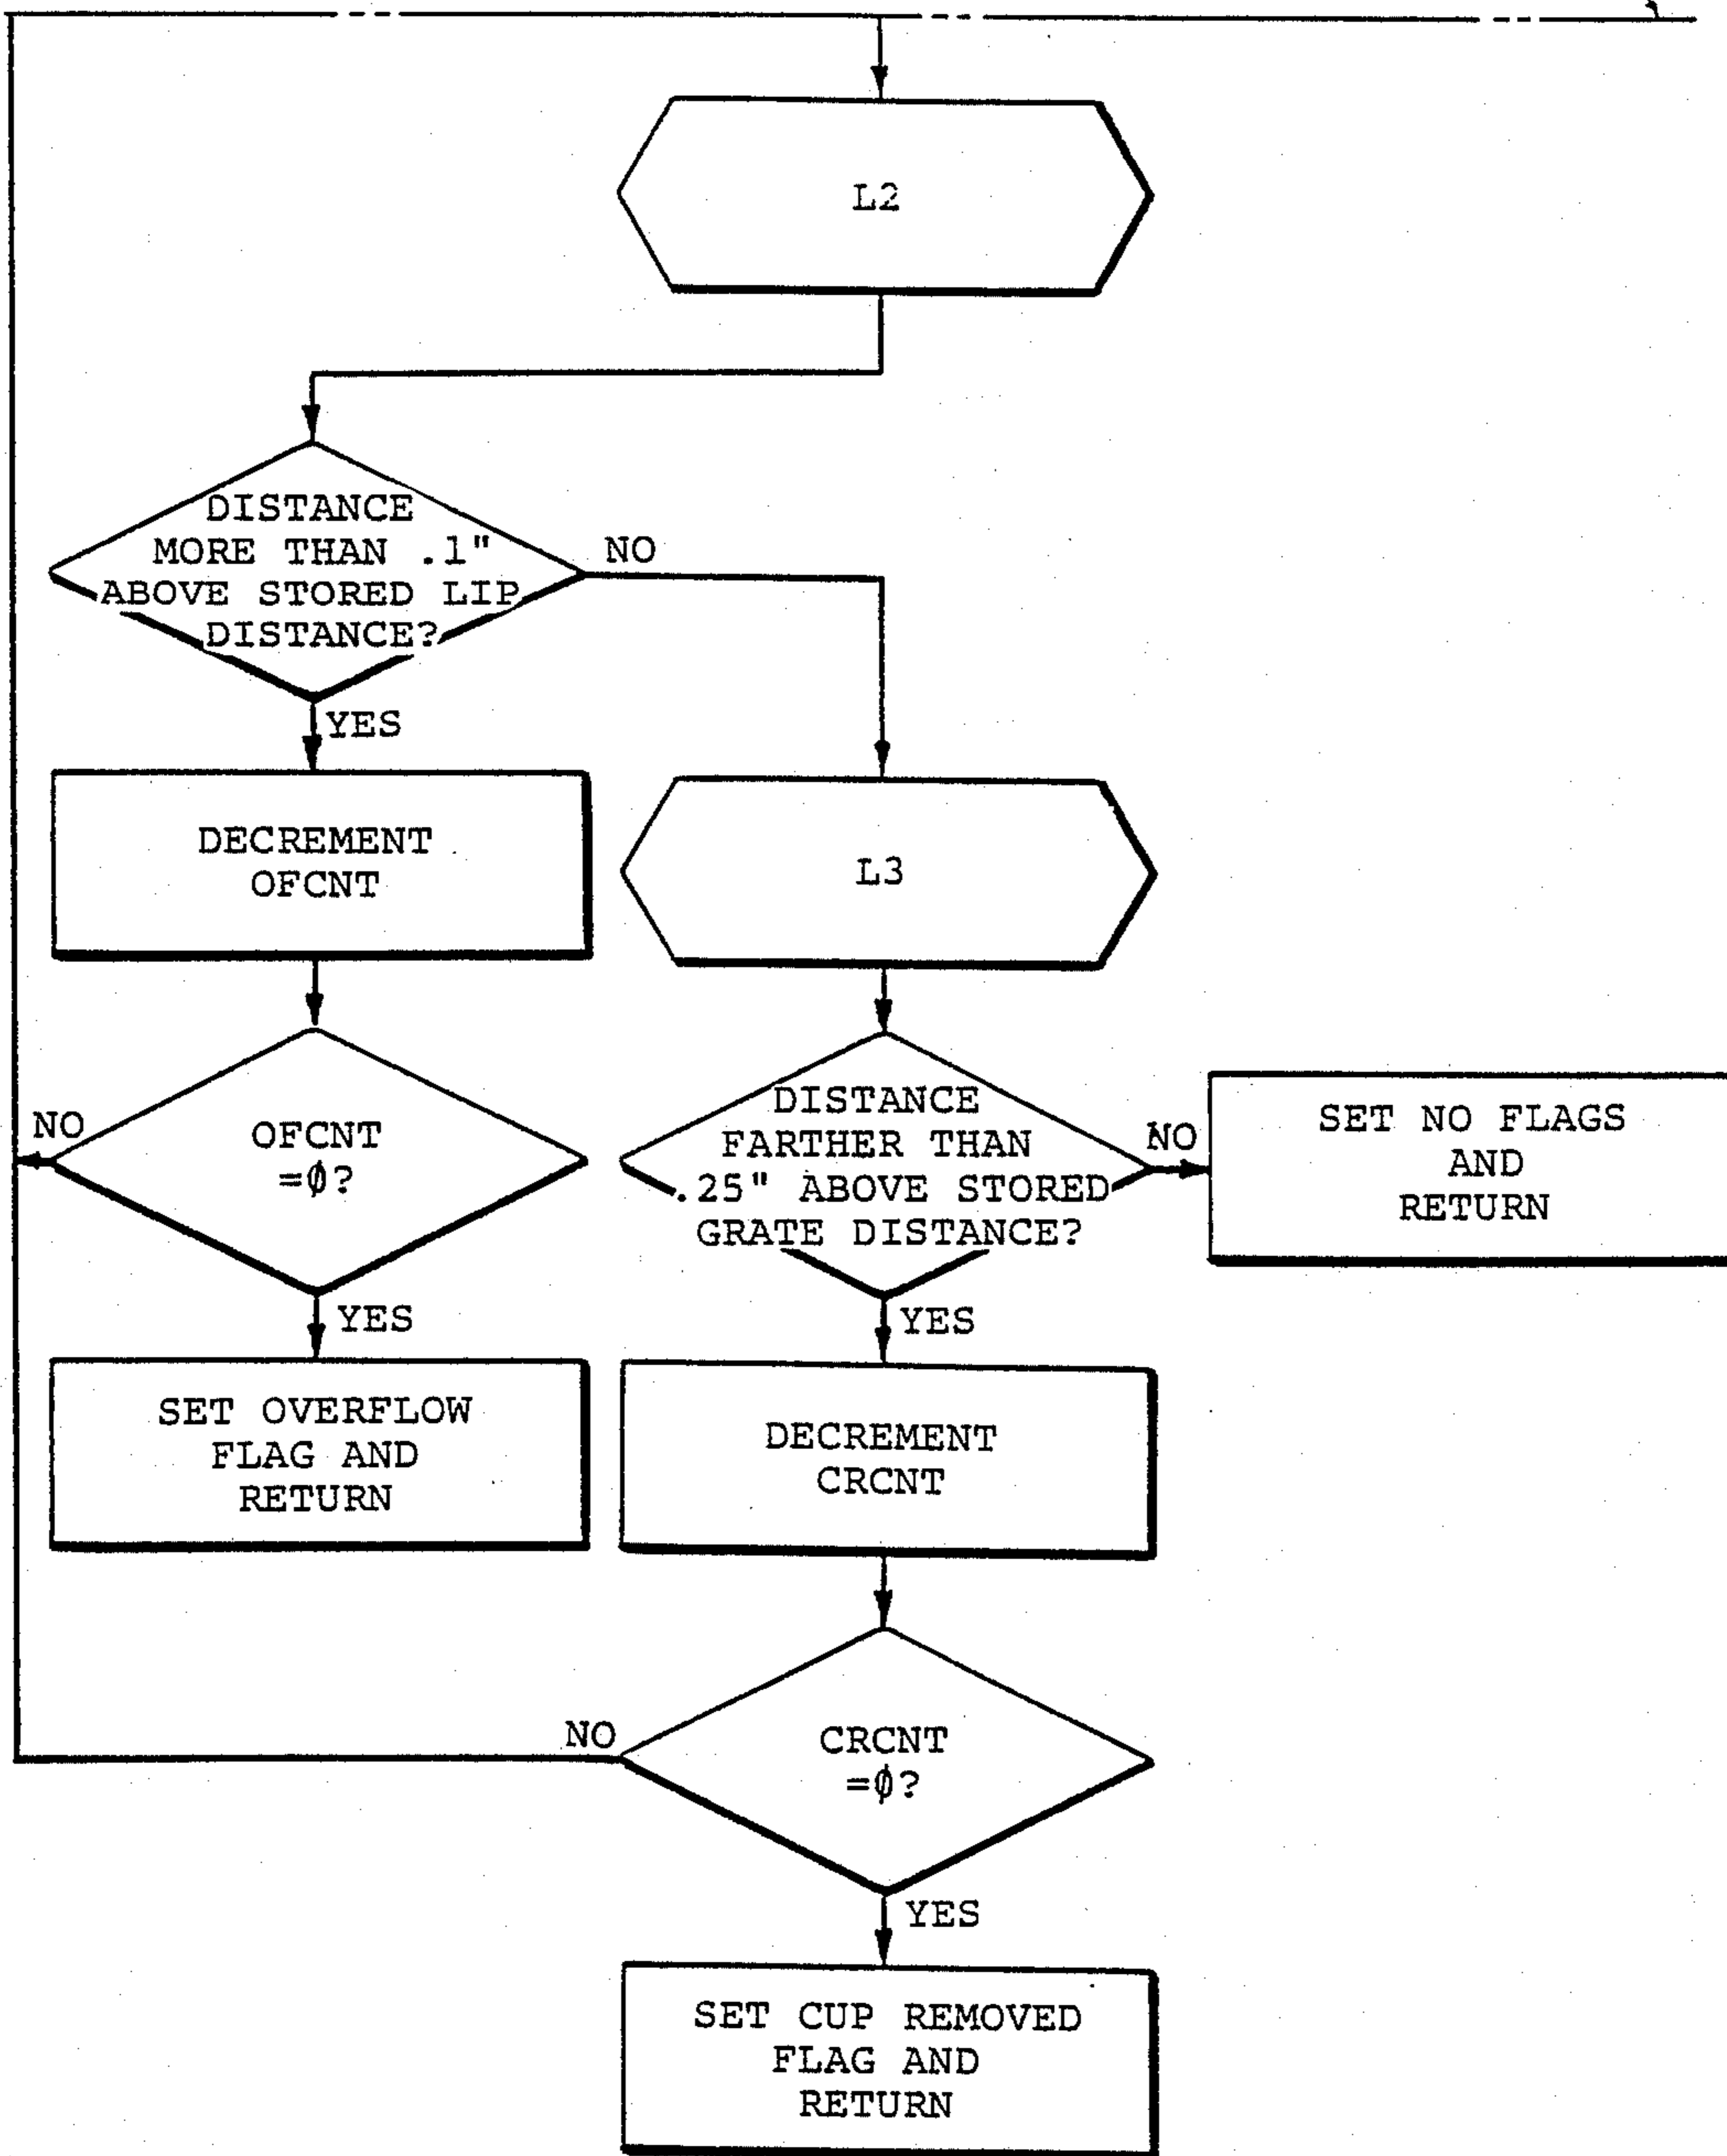 L2
DISTANCE
MORE THAN .1"
ABOVE STORED LIP
DISTANCE?
NO
YES
DECREMENT
OFCNT
L3
NO
OFCNT
=∅?
DISTANCE
FARTHER THAN
.25" ABOVE STORED
GRATE DISTANCE?
NO
SET NO FLAGS
AND
RETURN
YES
YES
SET OVERFLOW
FLAG AND
RETURN
DECREMENT
CRCNT
NO
CRCNT
=∅?
YES
SET CUP REMOVED
FLAG AND
RETURN